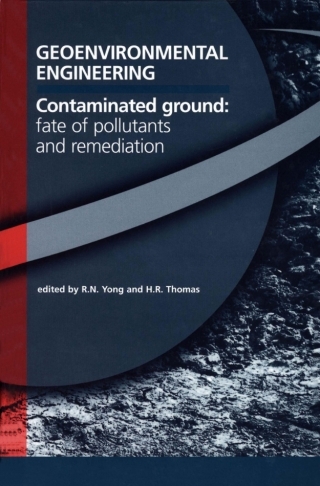 GEOENVIRONMENTAL
ENGINEERING
Contaminated ground:
fate of pollutants
and remediation
edited by R.N. Yong and H.R. Thomas